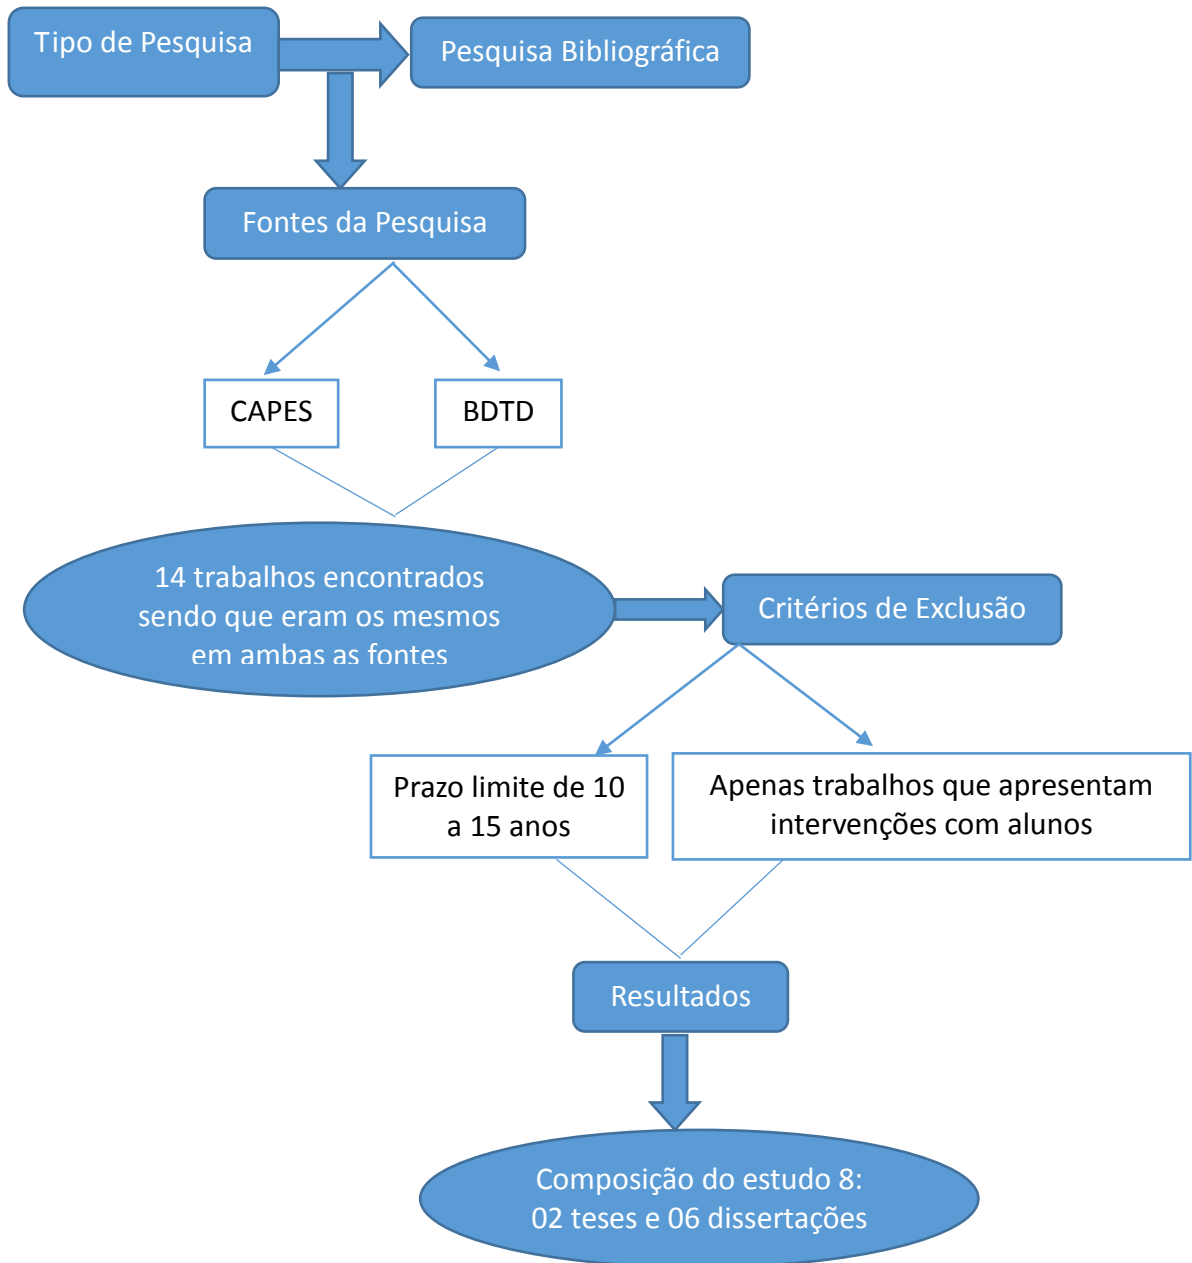 Tipo de Pesquisa
Pesquisa Bibliográfica
Fontes da Pesquisa
CAPES
BDTD
14 trabalhos encontrados
sendo que eram os mesmos
em ambas as fontes
Critérios de Exclusão
Prazo limite de 10
a 15 anos
Apenas trabalhos que apresentam
intervenções com alunos
Resultados
Composição do estudo 8:
02 teses e 06 dissertações